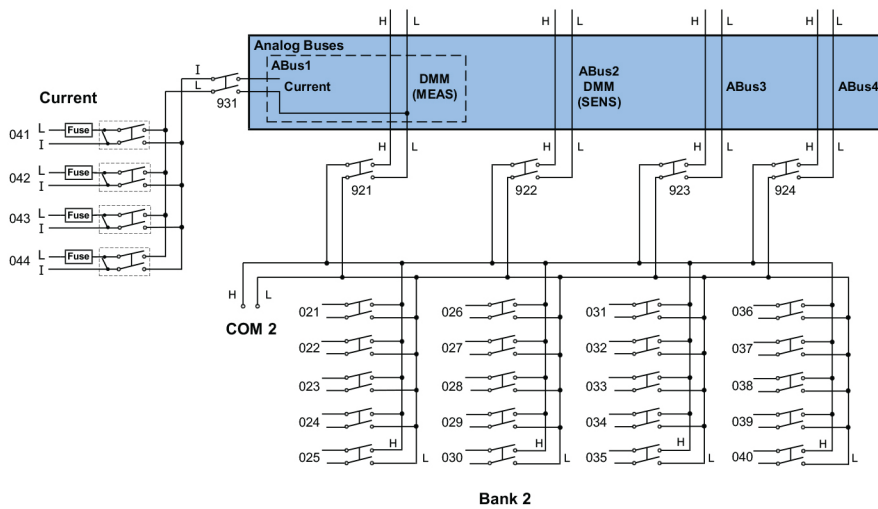 H L H L H L H L
Analog Buses
ABus1
Current
DMM
(MEAS)
ABus2
DMM
(SENS)
ABus3
ABus4
I
L
931
Current
041 L Fuse
I
042 L Fuse
I
043 L Fuse
I
044 L Fuse
I
H L H L H L H L
921 922 923 924
H L
COM 2
021 026 031 036
022 027 032 037
023 028 033 038
024 029 034 039
H H H H
025 L 030 L 035 L 040 L
Bank 2